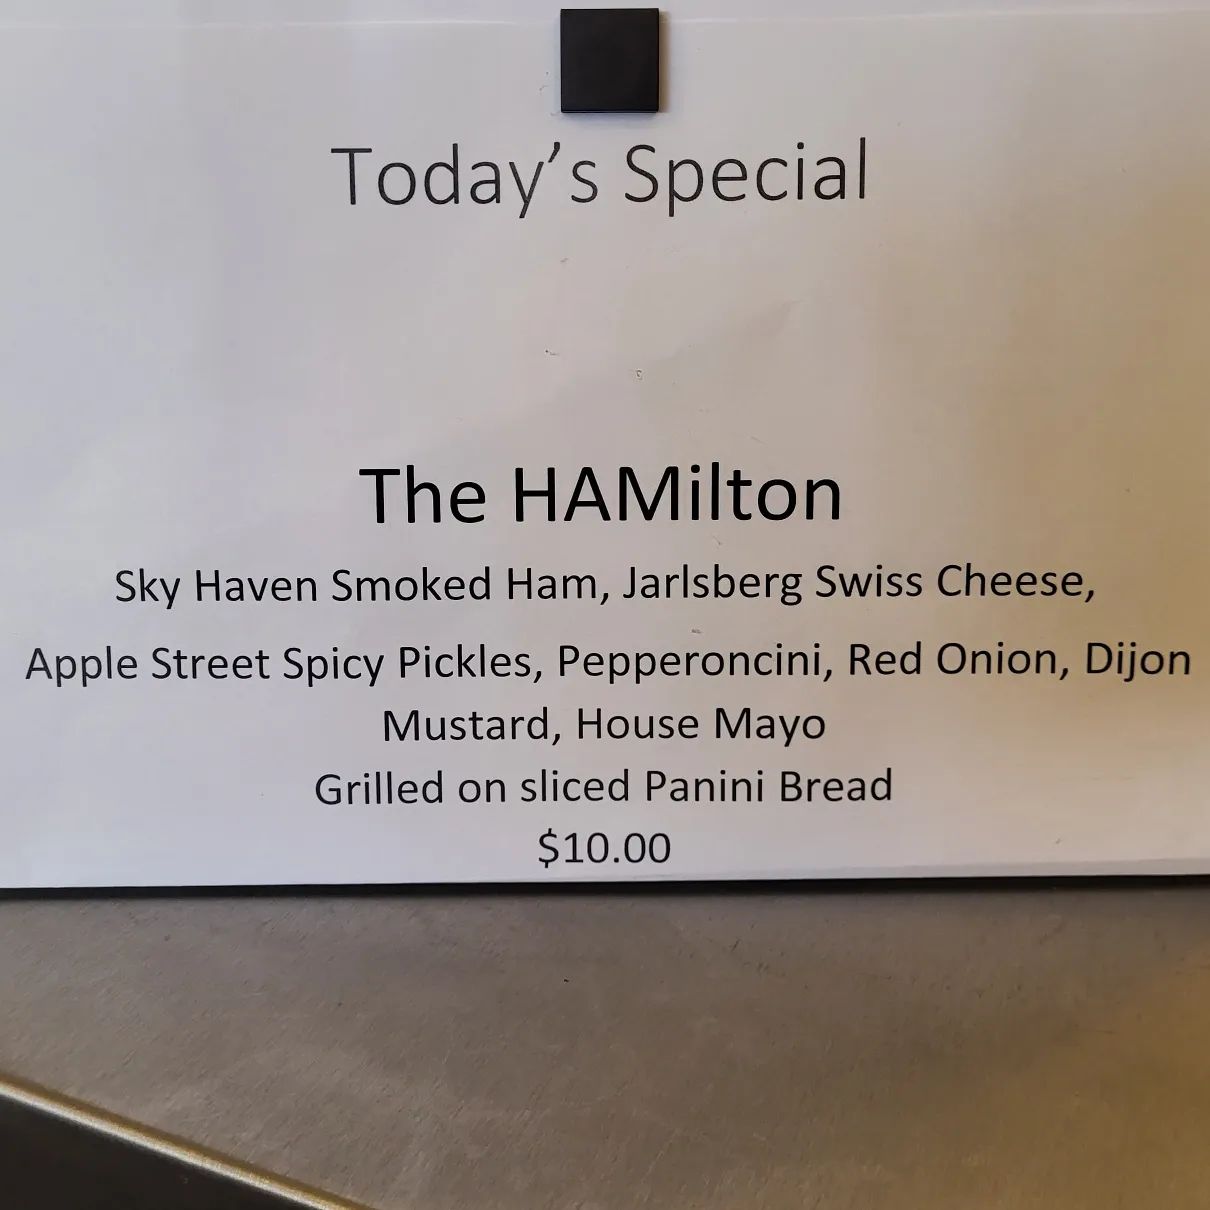 Today’s Special
The HAMilton
Sky Haven Smoked Ham, Jarlsberg Swiss Cheese,
Apple Street Spicy Pickles, Pepperoncini, Red Onion, Dijon
Mustard, House Mayo
Grilled on sliced Panini Bread
$10.00